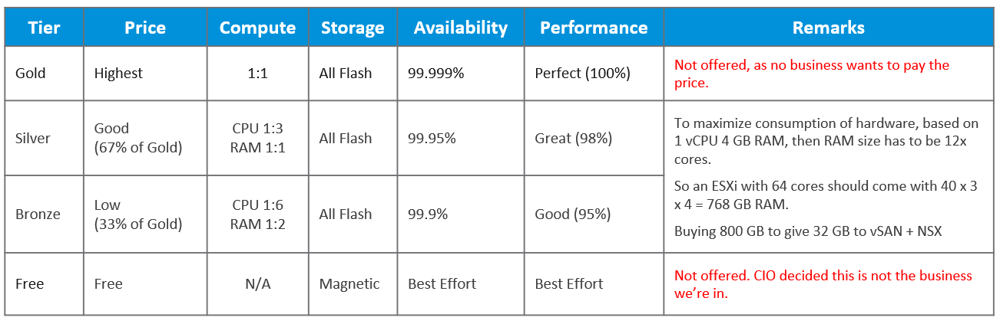 Tier Price Compute Storage Availability Performance Remarks
Gold Highest 1:1 All Flash 99.999% Perfect (100%)
Not offered, as no business wants to pay the
price.
Silver
Good
(67% of Gold)
CPU 1:3
RAM 1:1
All Flash 99.95% Great (98%)
To maximize consumption of hardware, based on
1 vCPU 4 GB RAM, then RAM size has to be 12x
cores.
So an ESXi with 64 cores should come with 40 x 3
x 4 = 768 GB RAM.
Buying 800 GB to give 32 GB to vSAN + NSX
Bronze
Low
(33% of Gold)
CPU 1:6
RAM 1:2
All Flash 99.9% Good (95%)
Free Free N/A Magnetic Best Effort Best Effort
Not offered. CIO decided this is not the business
we’re in.